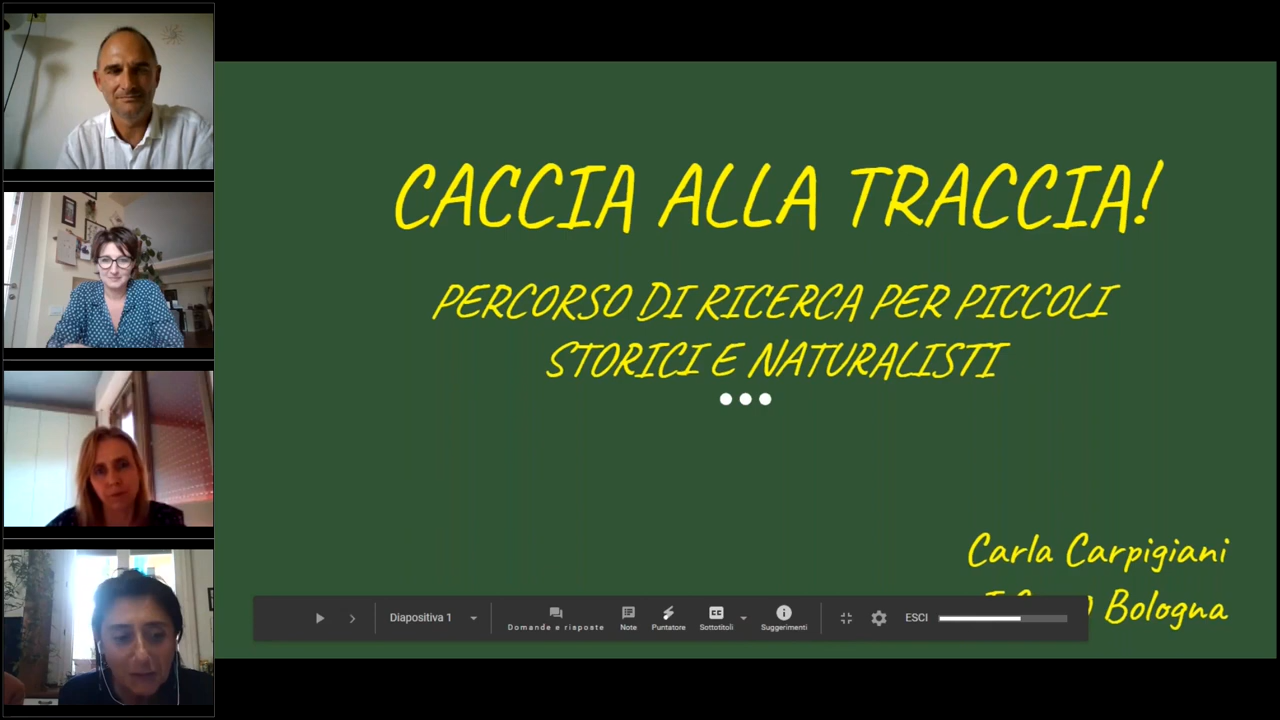 CACCIA ALLA TRACCIA!
PERCORSO DI RICERCA PER PICCOLI
STORICI E NATURALISTI
Carla Carpigiani
Bologna
Diapositiva 1
Domande e risposte
Note
Puntatore
Sottotitoli
Suggerimenti
ESCI